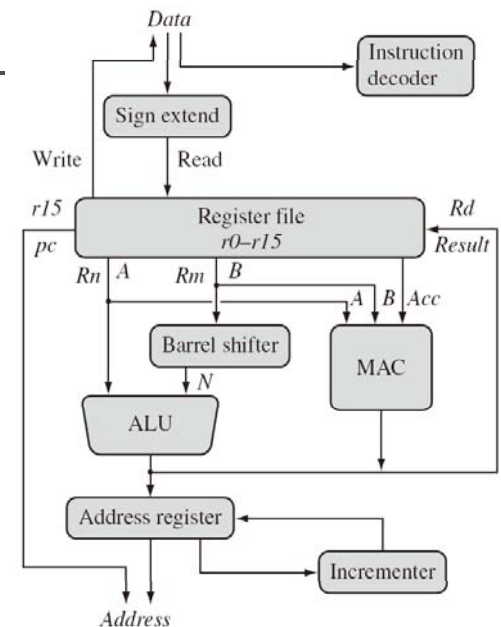 Data
Instruction
decoder
Sign extend
Write
Read
r15
Register file
Rd
pc
r0–r15
Result
Rn
A
Rm
B
A
B
Acc
Barrel shifter
MAC
N
ALU
Address register
Incrementer
Address